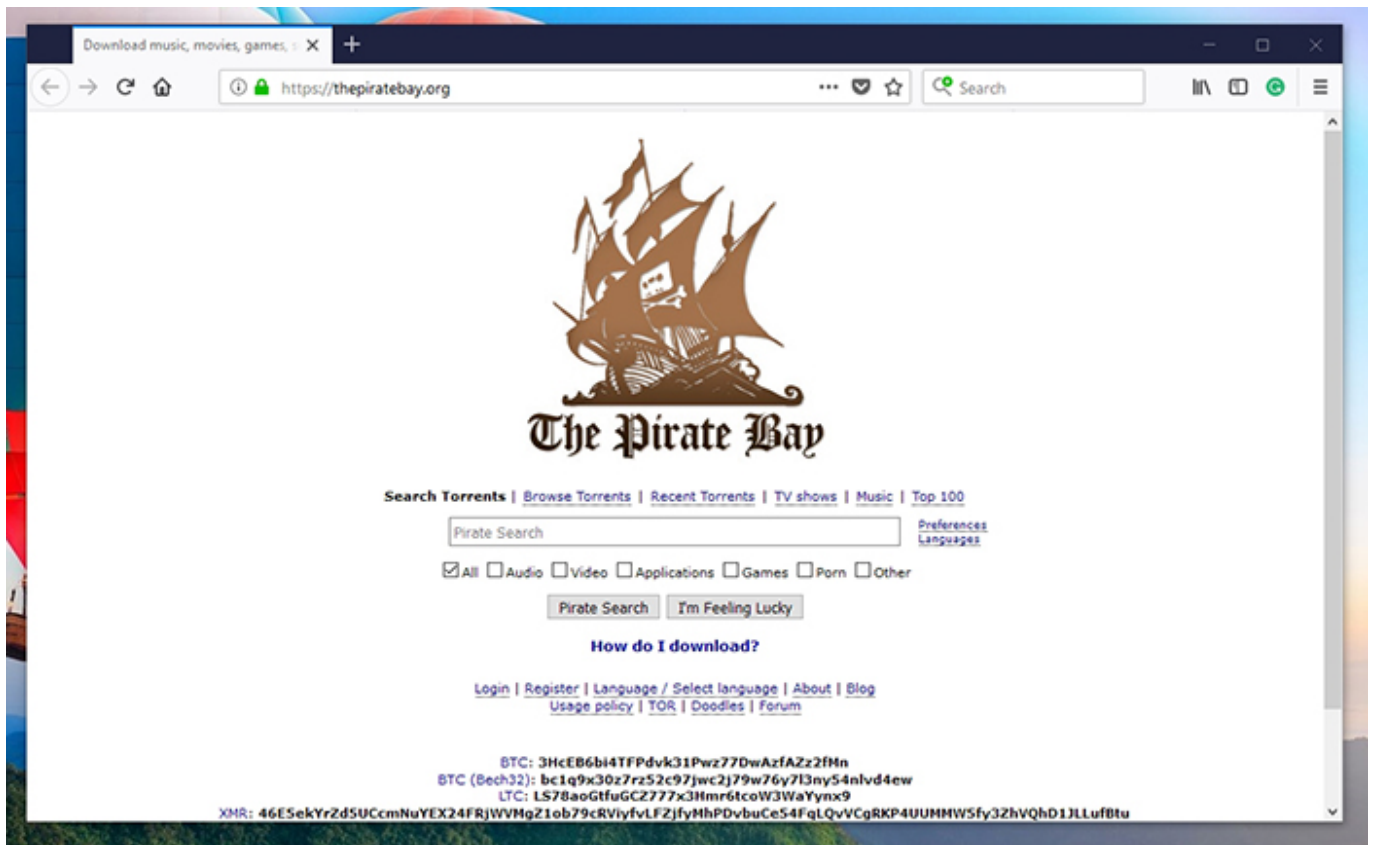 Download music, movies, games, s
https://thepiratebay.org
Search
The Pirate Bay
Search Torrents | Browse Torrents | Recent Torrents | TV shows | Music | Top 100
Pirate Search
Preferences
Languages
All Audio Video Applications Games Porn Other
Pirate Search I'm Feeling Lucky
How do I download?
Login | Register | Language / Select language | About | Blog
Usage policy | TOR | Doodles | Forum
BTC: 3HcEB6bi4TFPdvk31Pwz77DwAzfAZz2fMn
BTC (Bech32): bc1q9x30z7rz52c97jwc2j79w76y7l3ny54nlvd4ew
LTC: LS78aoGtfuGCZ777x3Hmr6tcoW3WaYynx9
XMR: 46E5ekYrZd5UCcmNuYEX24FRjWVMgZ1ob79cRViyfvLFZjfyMhPDvbuCe54FqLQvVCgRKP4UUMMW5fy3ZhVQhD1JLLufBtu